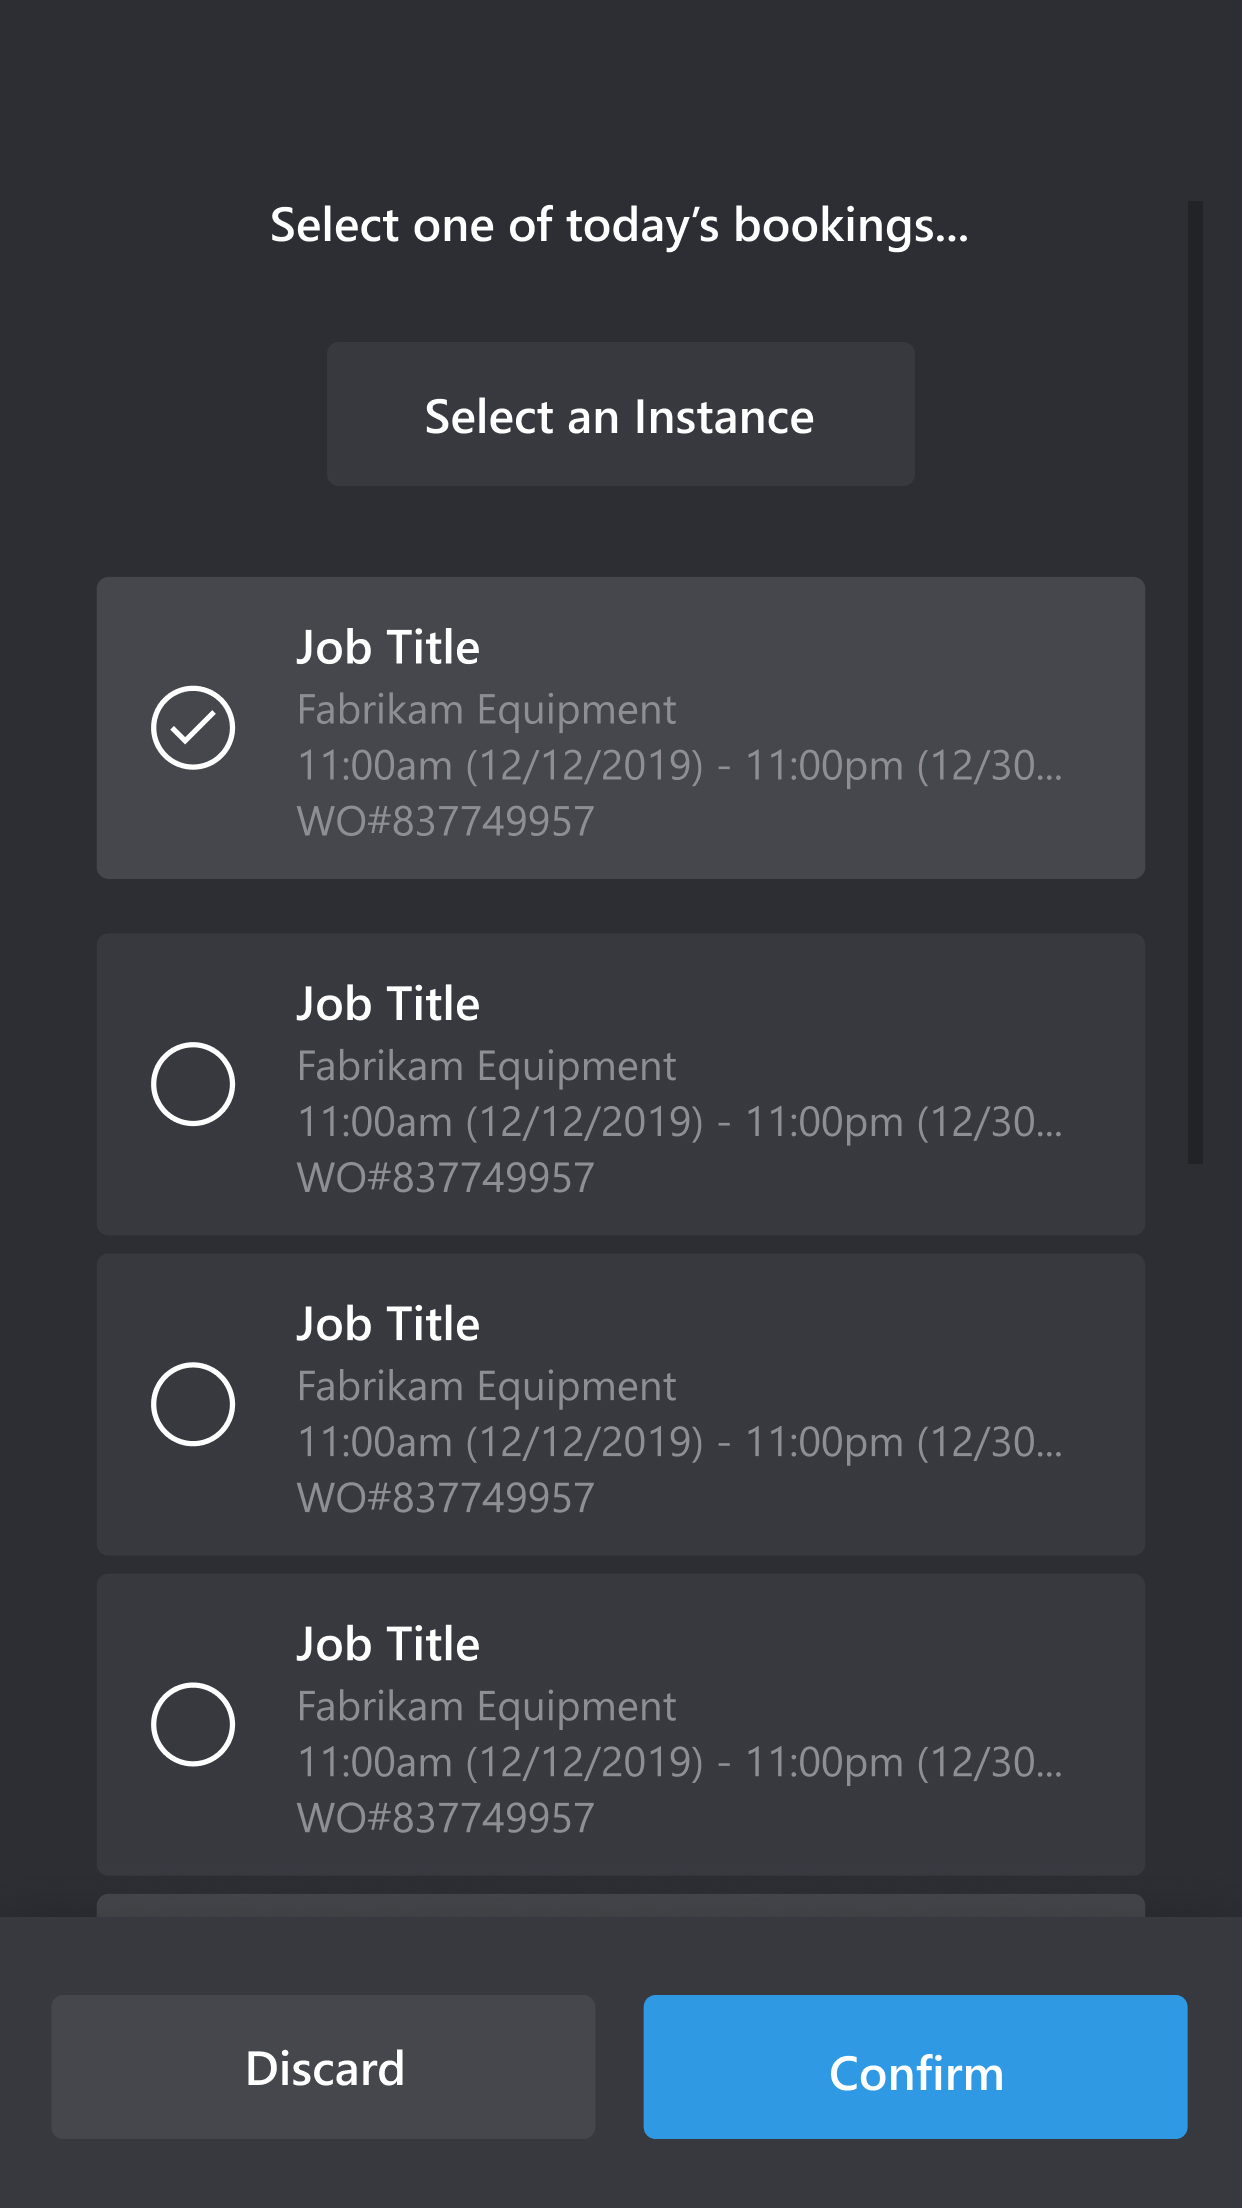 Select one of today’s bookings...
Select an Instance
Job Title
Fabrikam Equipment
11:00am (12/12/2019) - 11:00pm (12/30...
WO#837749957
Job Title
Fabrikam Equipment
11:00am (12/12/2019) - 11:00pm (12/30...
WO#837749957
Job Title
Fabrikam Equipment
11:00am (12/12/2019) - 11:00pm (12/30...
WO#837749957
Job Title
Fabrikam Equipment
11:00am (12/12/2019) - 11:00pm (12/30...
WO#837749957
Discard
Confirm